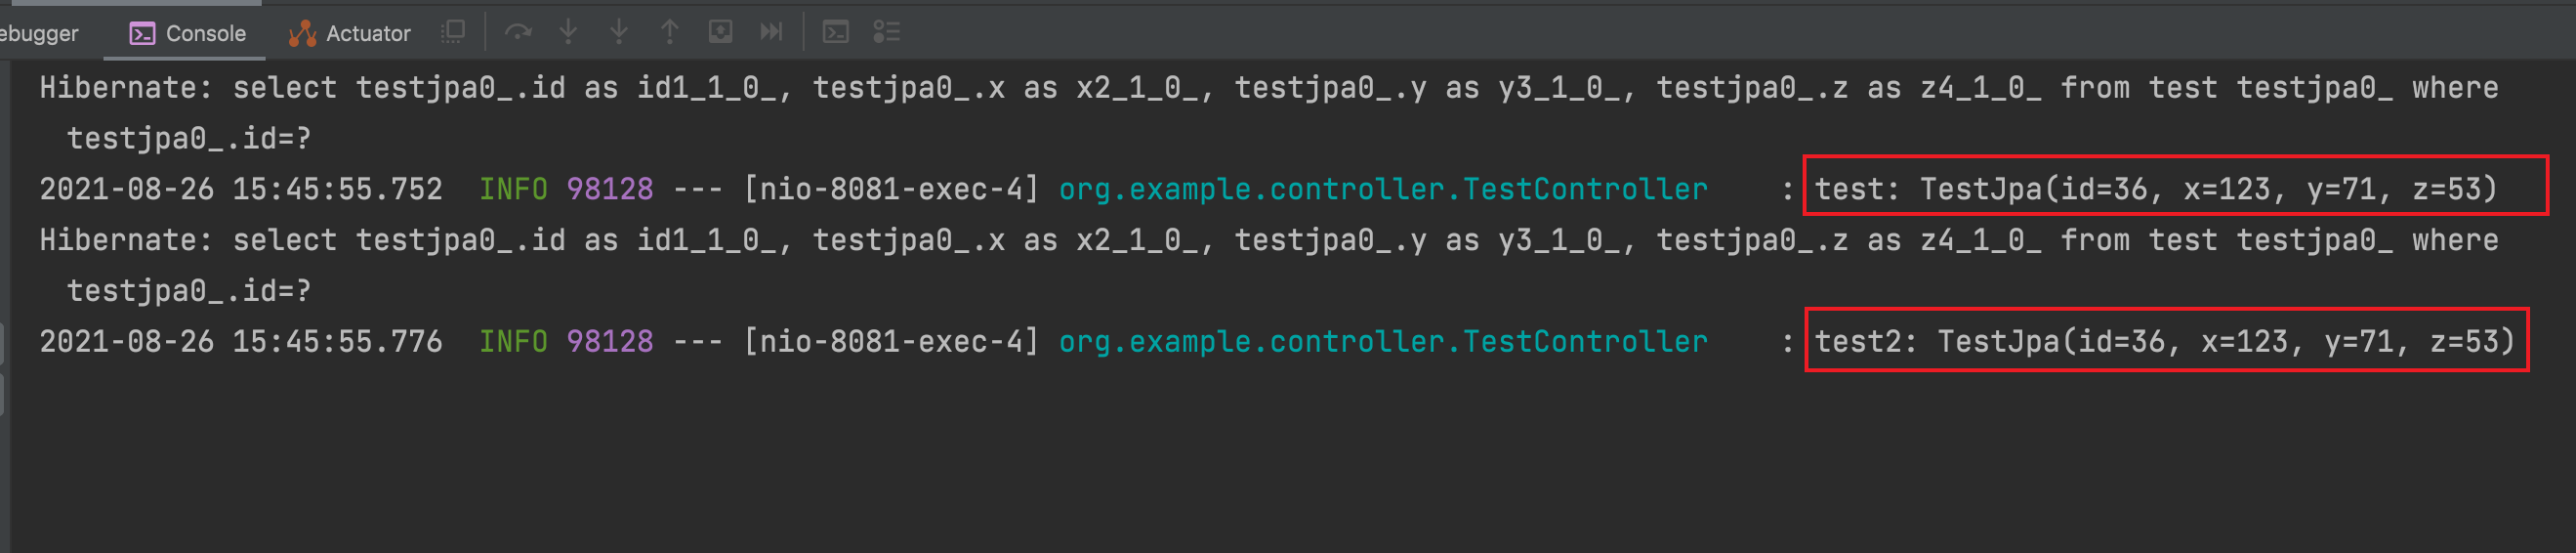 ebugger Console Actuator
Hibernate: select testjpa0_.id as id1_1_0_, testjpa0_.x as x2_1_0_, testjpa0_.y as y3_1_0_, testjpa0_.z as z4_1_0_ from test testjpa0_ where
testjpa0_.id=?
2021-08-26 15:45:55.752  INFO 98128 --- [nio-8081-exec-4] org.example.controller.TestController    : test: TestJpa(id=36, x=123, y=71, z=53)
Hibernate: select testjpa0_.id as id1_1_0_, testjpa0_.x as x2_1_0_, testjpa0_.y as y3_1_0_, testjpa0_.z as z4_1_0_ from test testjpa0_ where
testjpa0_.id=?
2021-08-26 15:45:55.776  INFO 98128 --- [nio-8081-exec-4] org.example.controller.TestController    : test2: TestJpa(id=36, x=123, y=71, z=53)